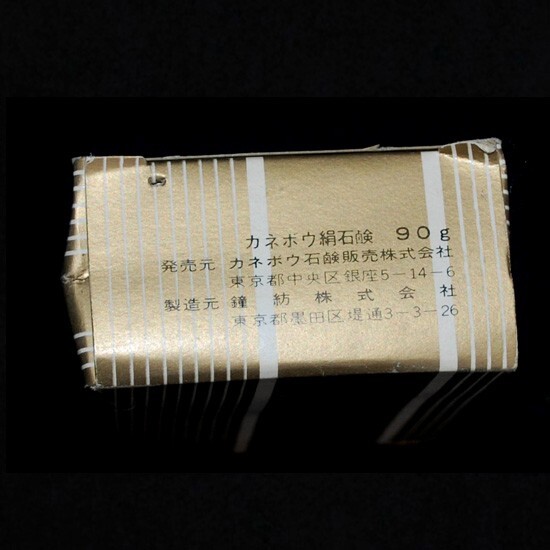 カネボウ絹石鹸 90g
発売元 カネボウ石鹸販売株式会社
東京都中央区銀座5-14-6
製造元 鐘紡株式会社
東京都墨田区堤通3-3-26